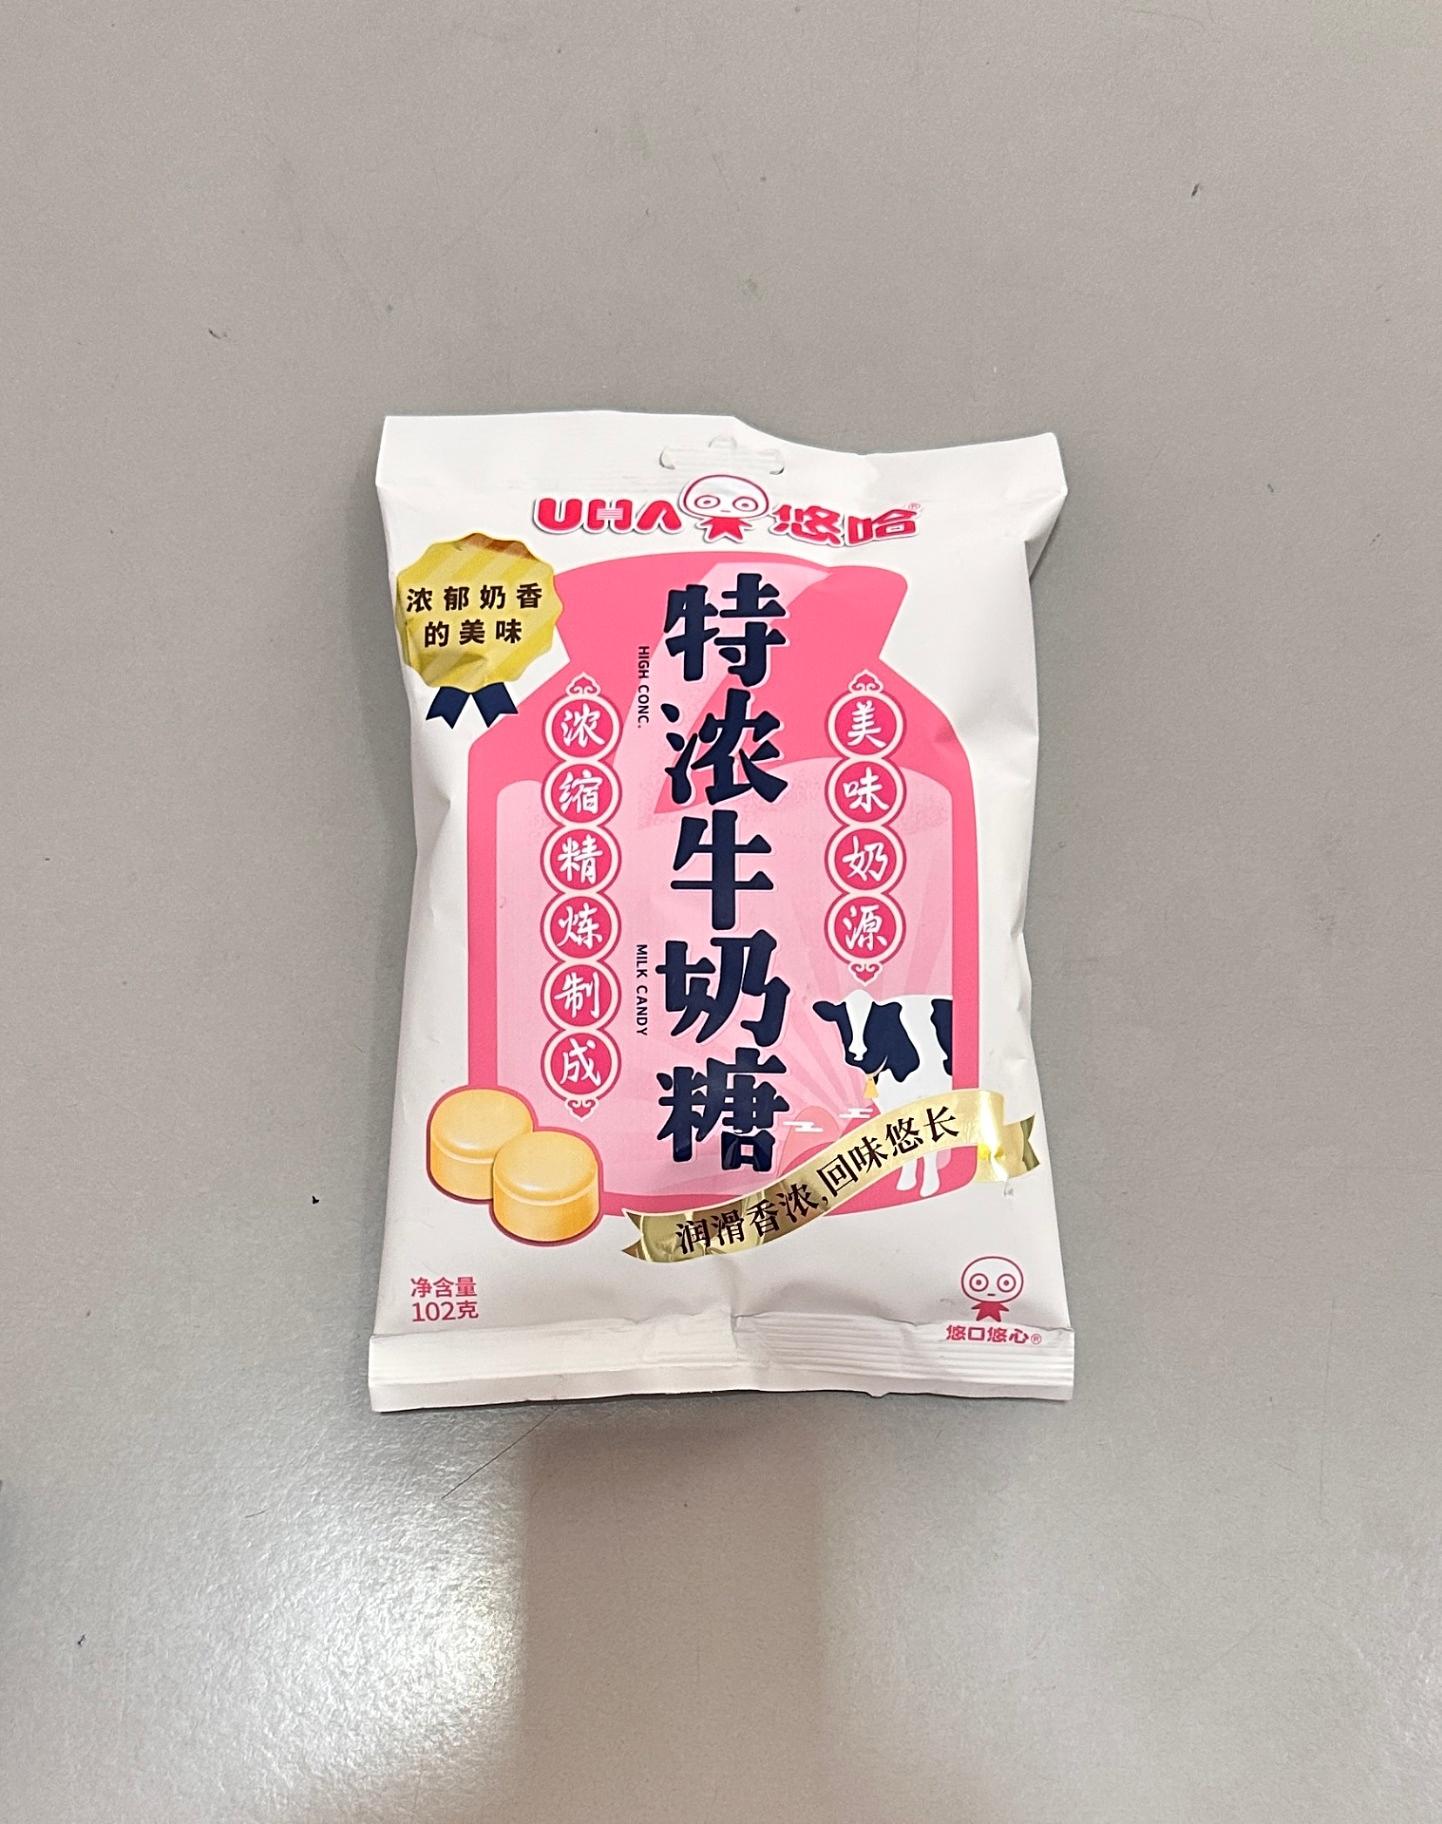 UHA悠哈®
浓郁奶香
的美味
特浓牛奶糖
HIGH CONC.
MILK CANDY
浓缩精炼制成
美味奶源
润滑香浓,回味悠长
净含量
102克
悠口悠心®